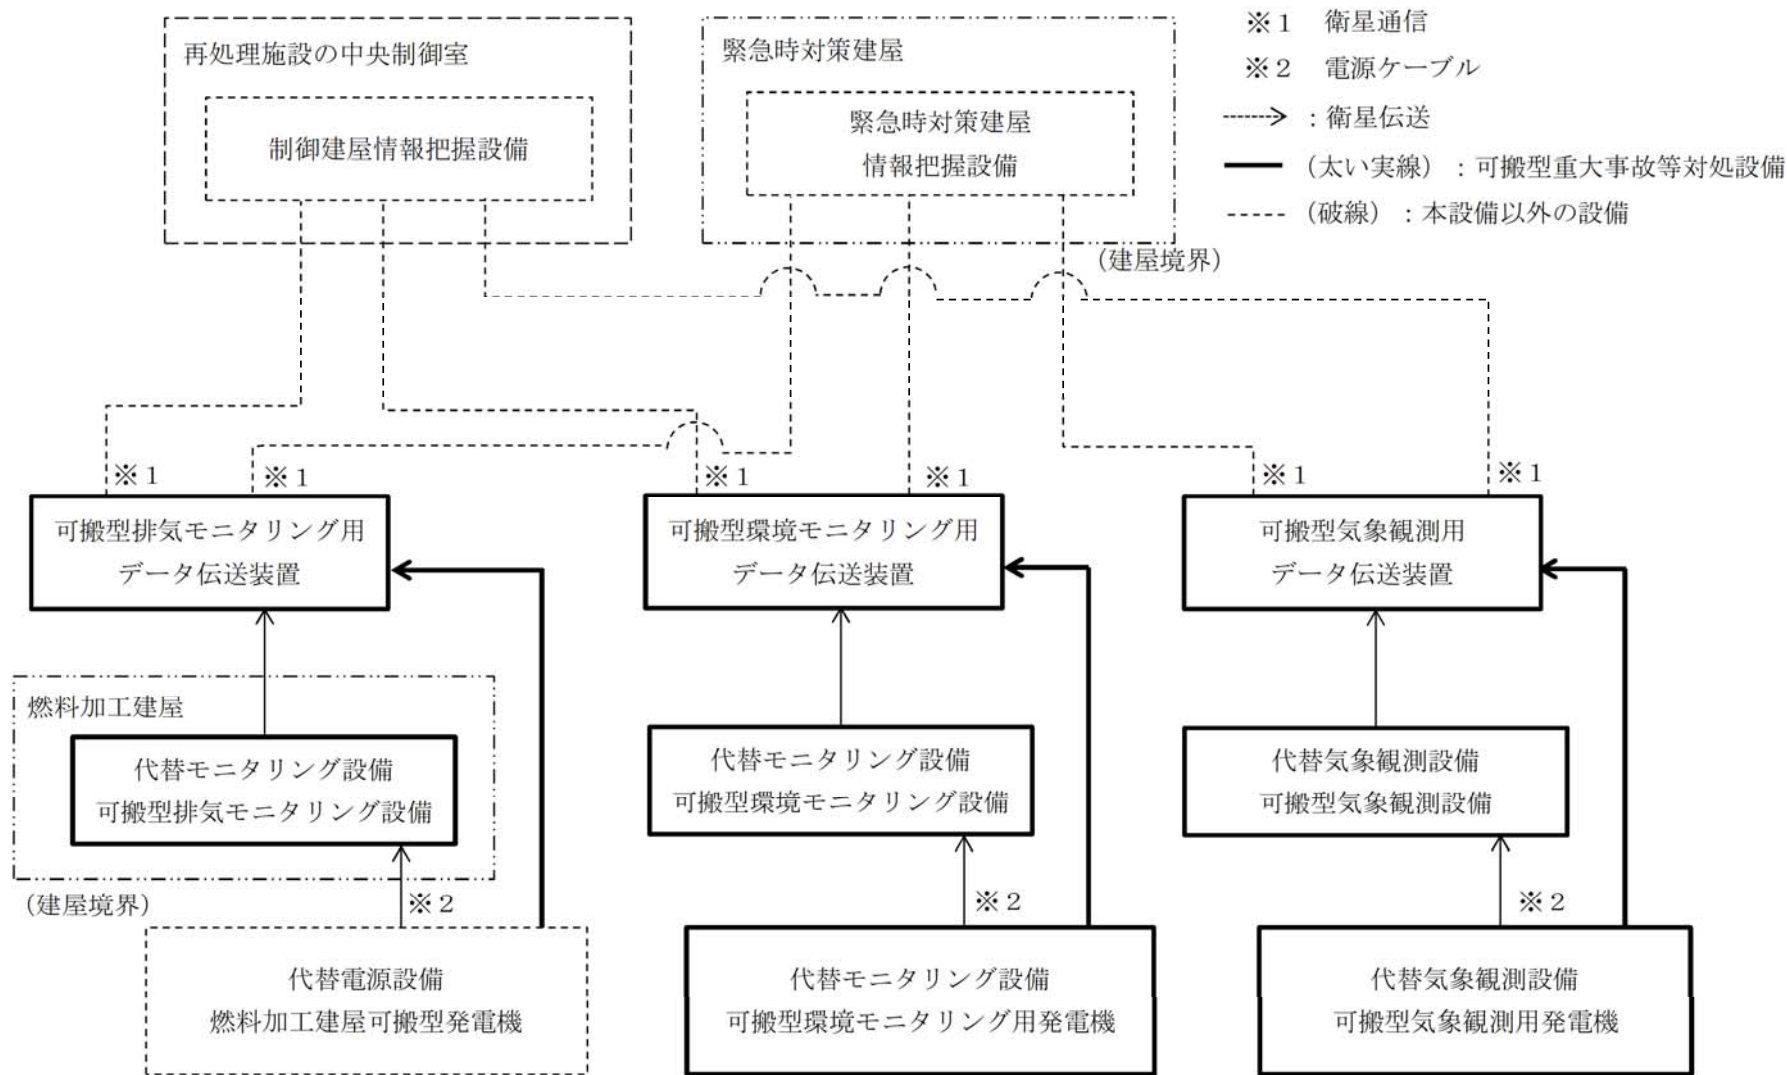 再処理施設の中央制御室
制御建屋情報把握設備
緊急時対策建屋
緊急時対策建屋
情報把握設備
(建屋境界)
※1 衛星通信
※2 電源ケーブル
:衛星伝送
(太い実線):可搬型重大事故等対処設備
(破線):本設備以外の設備
※1
※1
※1
※1
※1
※1
可搬型排気モニタリング用
データ伝送装置
可搬型環境モニタリング用
データ伝送装置
可搬型気象観測用
データ伝送装置
燃料加工建屋
代替モニタリング設備
可搬型排気モニタリング設備
代替モニタリング設備
可搬型環境モニタリング設備
代替気象観測設備
可搬型気象観測設備
(建屋境界)
※2
※2
※2
代替電源設備
燃料加工建屋可搬型発電機
代替モニタリング設備
可搬型環境モニタリング用発電機
代替気象観測設備
可搬型気象観測用発電機